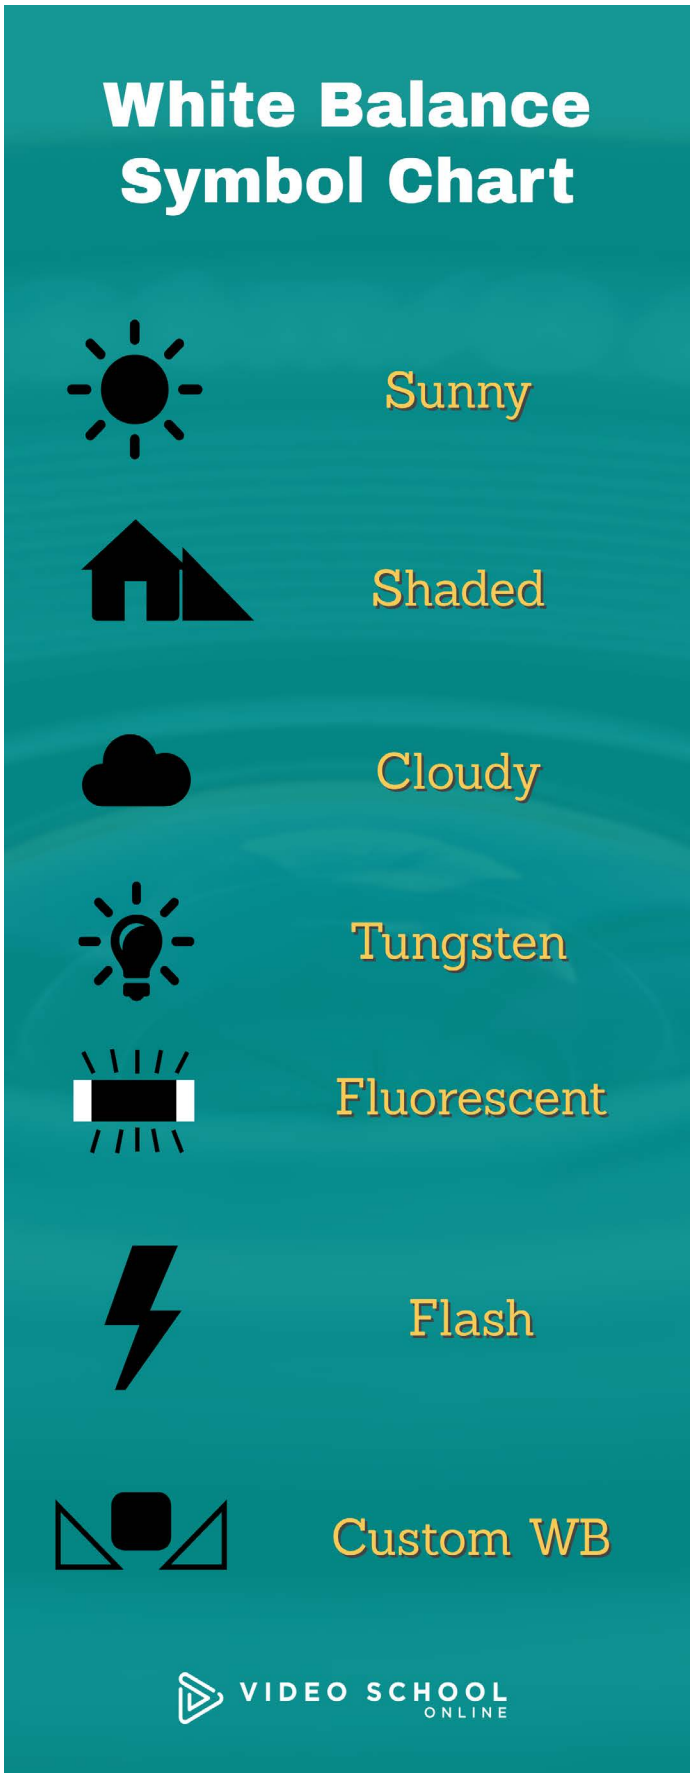 White Balance
Symbol Chart
Sunny
Shaded
Cloudy
Tungsten
Fluorescent
Flash
Custom WB
VIDEO SCHOOL
ONLINE